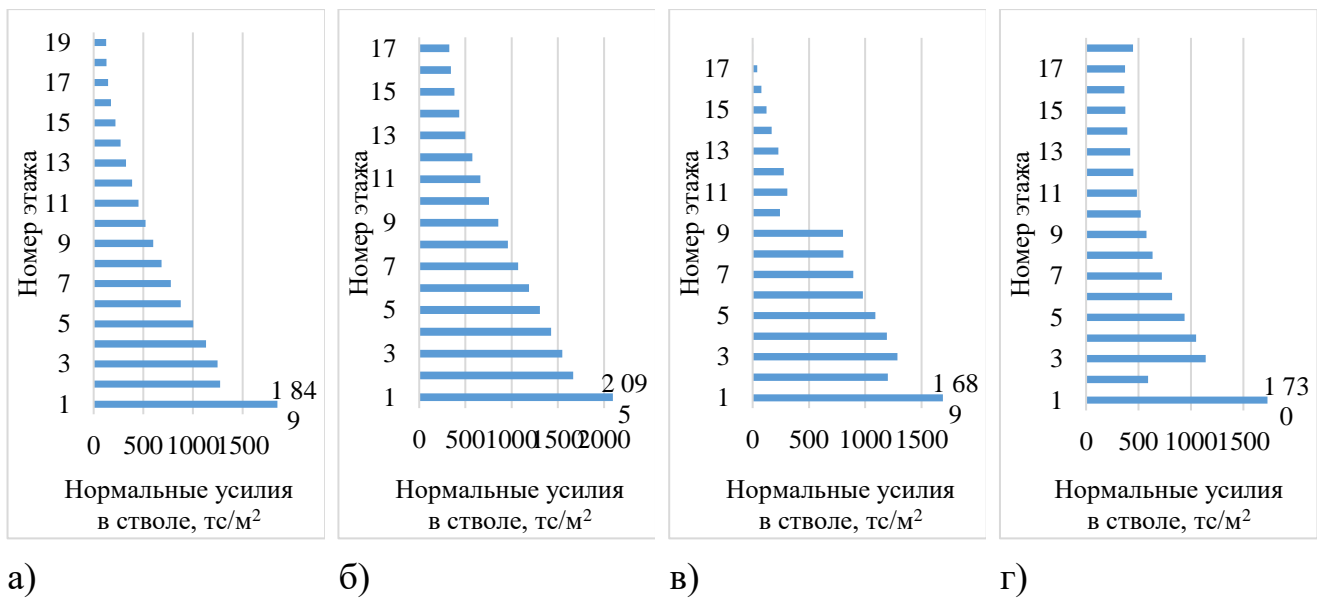 Номер этажа
19
17
15
13
11
9
7
5
3
1
1 84
9
0 500 1000 1500
Нормальные усилия
в стволе, тс/м²
а)
Номер этажа
17
15
13
11
9
7
5
3
1
2 09
5
0 500 1000 1500 2000
Нормальные усилия
в стволе, тс/м²
б)
Номер этажа
17
15
13
11
9
7
5
3
1
1 68
9
0 500 1000 1500
Нормальные усилия
в стволе, тс/м²
в)
Номер этажа
17
15
13
11
9
7
5
3
1
1 73
0
0 500 1000 1500
Нормальные усилия
в стволе, тс/м²
г)